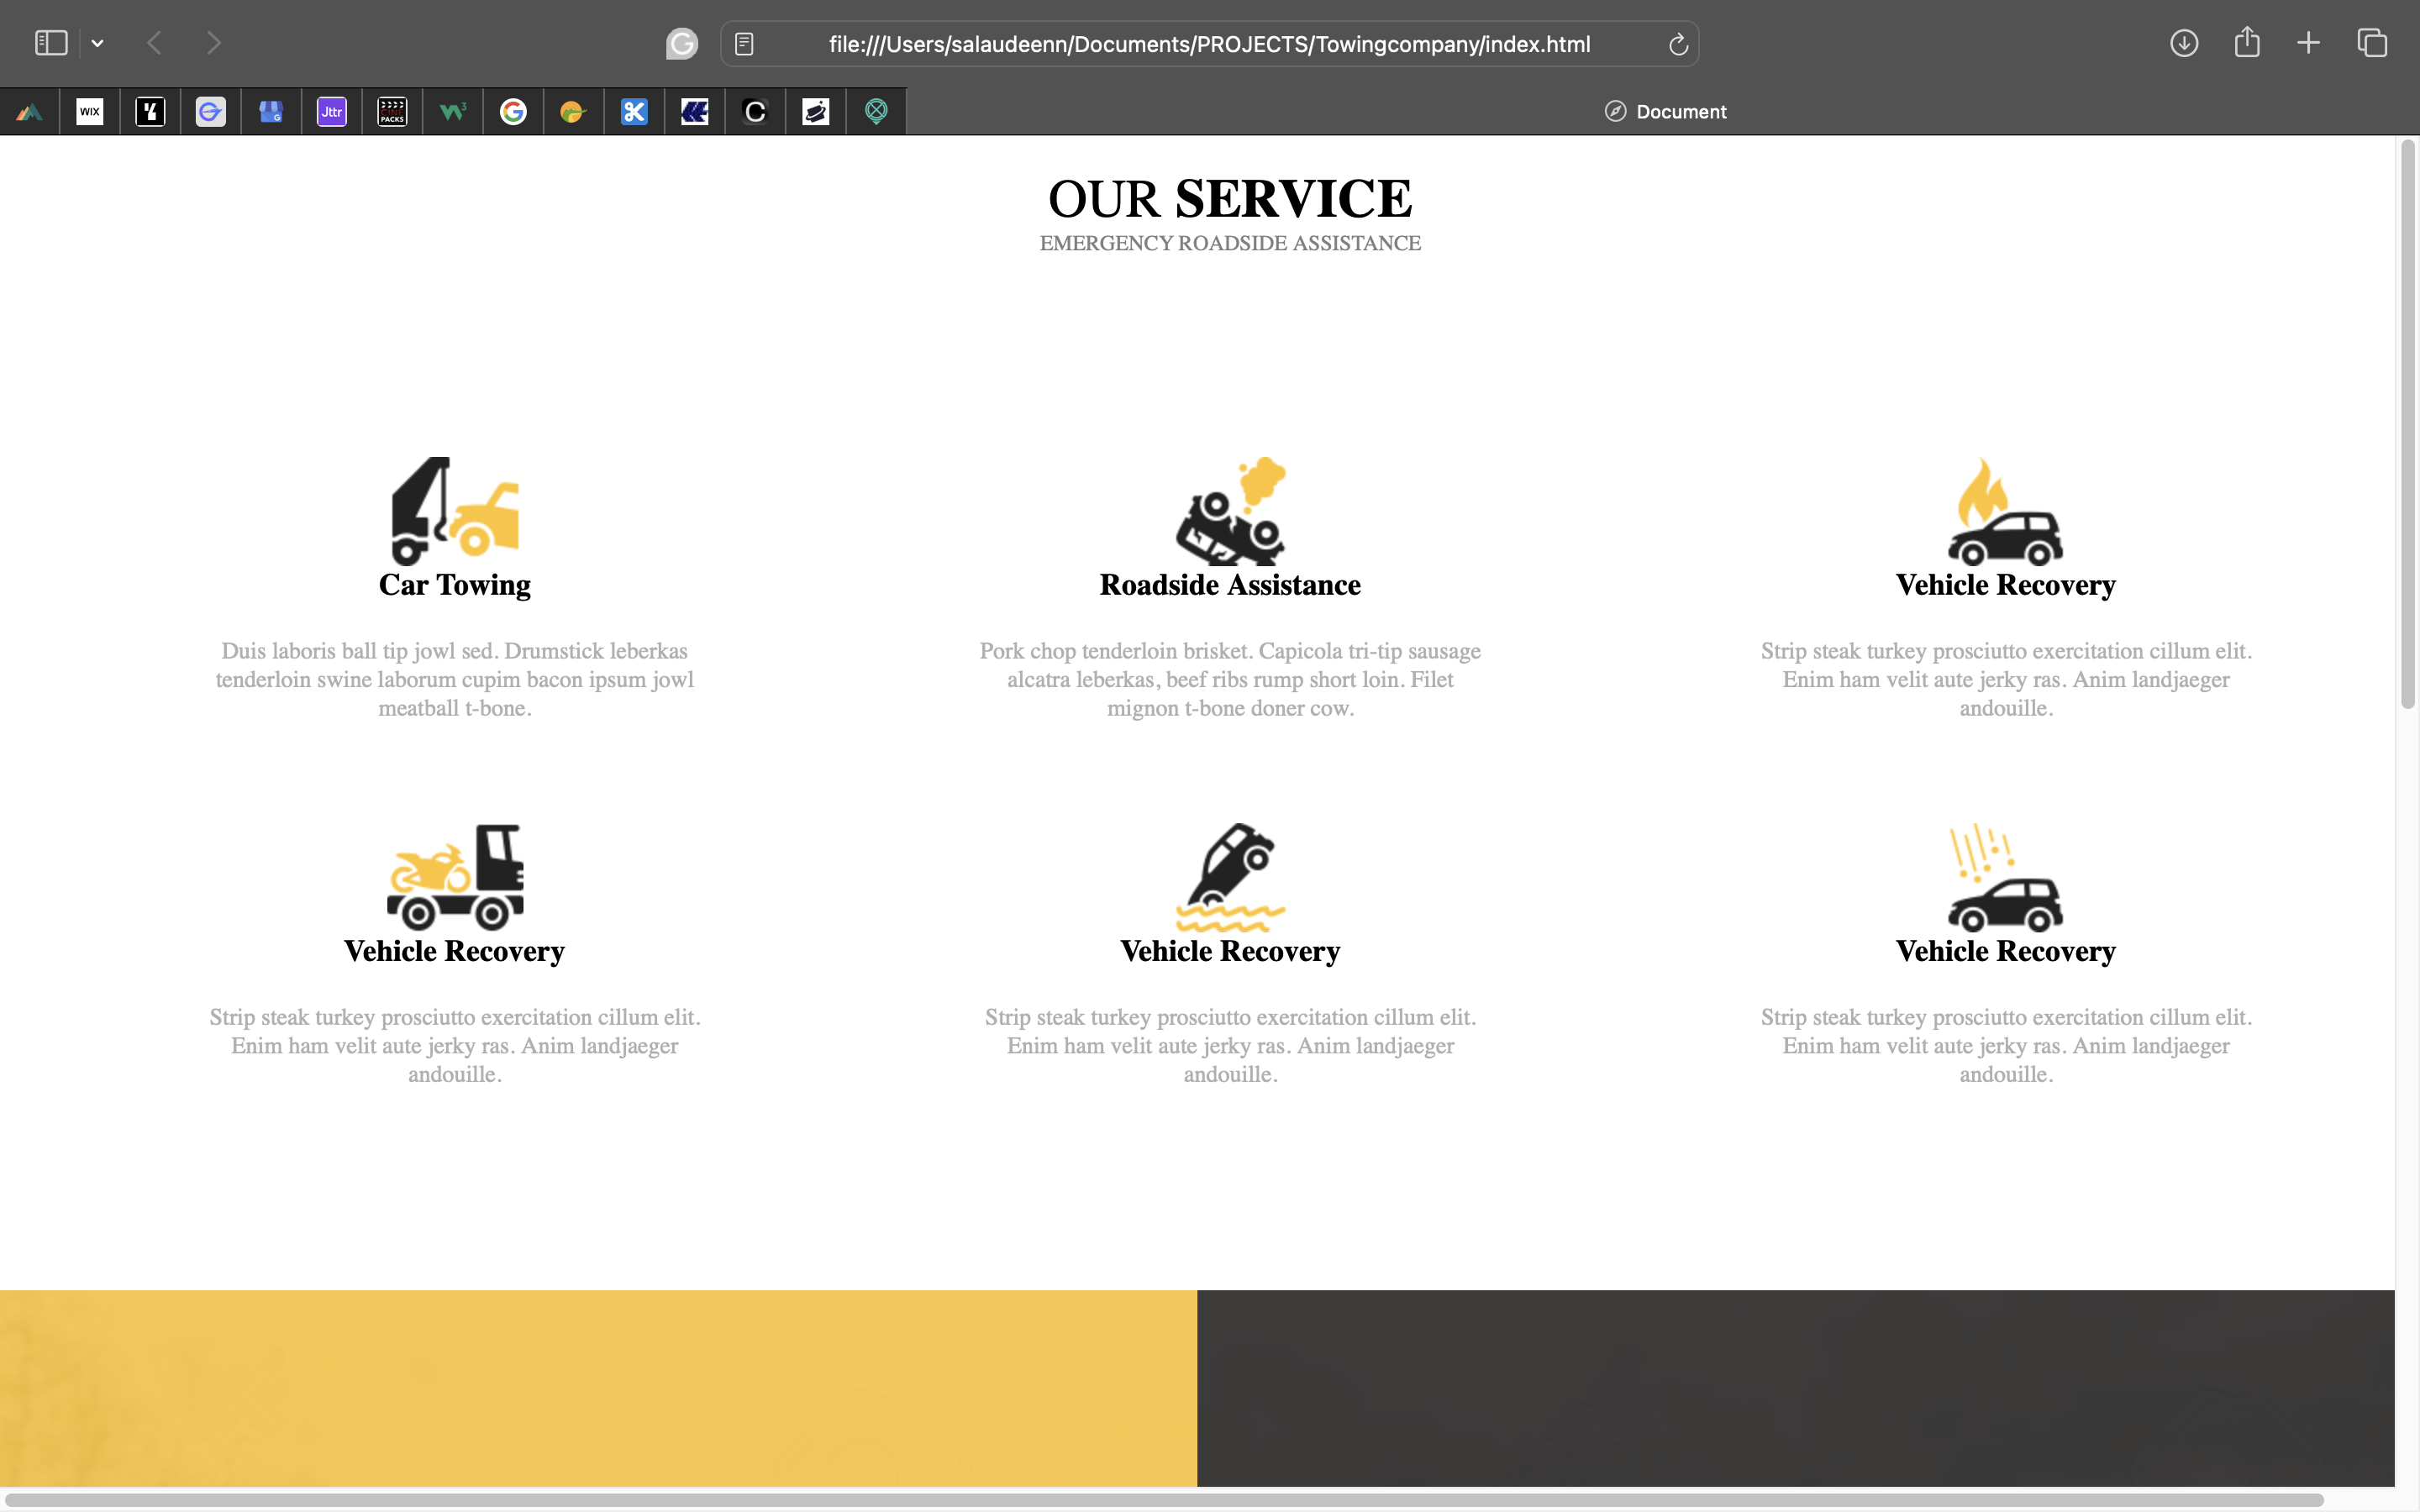 file:///Users/salaudeenn/Documents/PROJECTS/Towingcompany/index.html
WIX
Jttr
CINE
PACKS
W3
G
C
Document
OUR SERVICE
EMERGENCY ROADSIDE ASSISTANCE
Car Towing
Roadside Assistance
Vehicle Recovery
Duis laboris ball tip jowl sed. Drumstick leberkas
tenderloin swine laborum cupim bacon ipsum jowl
meatball t-bone.
Pork chop tenderloin brisket. Capicola tri-tip sausage
alcatra leberkas, beef ribs rump short loin. Filet
mignon t-bone doner cow.
Strip steak turkey prosciutto exercitation cillum elit.
Enim ham velit aute jerky ras. Anim landjaeger
andouille.
Vehicle Recovery
Vehicle Recovery
Vehicle Recovery
Strip steak turkey prosciutto exercitation cillum elit.
Enim ham velit aute jerky ras. Anim landjaeger
andouille.
Strip steak turkey prosciutto exercitation cillum elit.
Enim ham velit aute jerky ras. Anim landjaeger
andouille.
Strip steak turkey prosciutto exercitation cillum elit.
Enim ham velit aute jerky ras. Anim landjaeger
andouille.